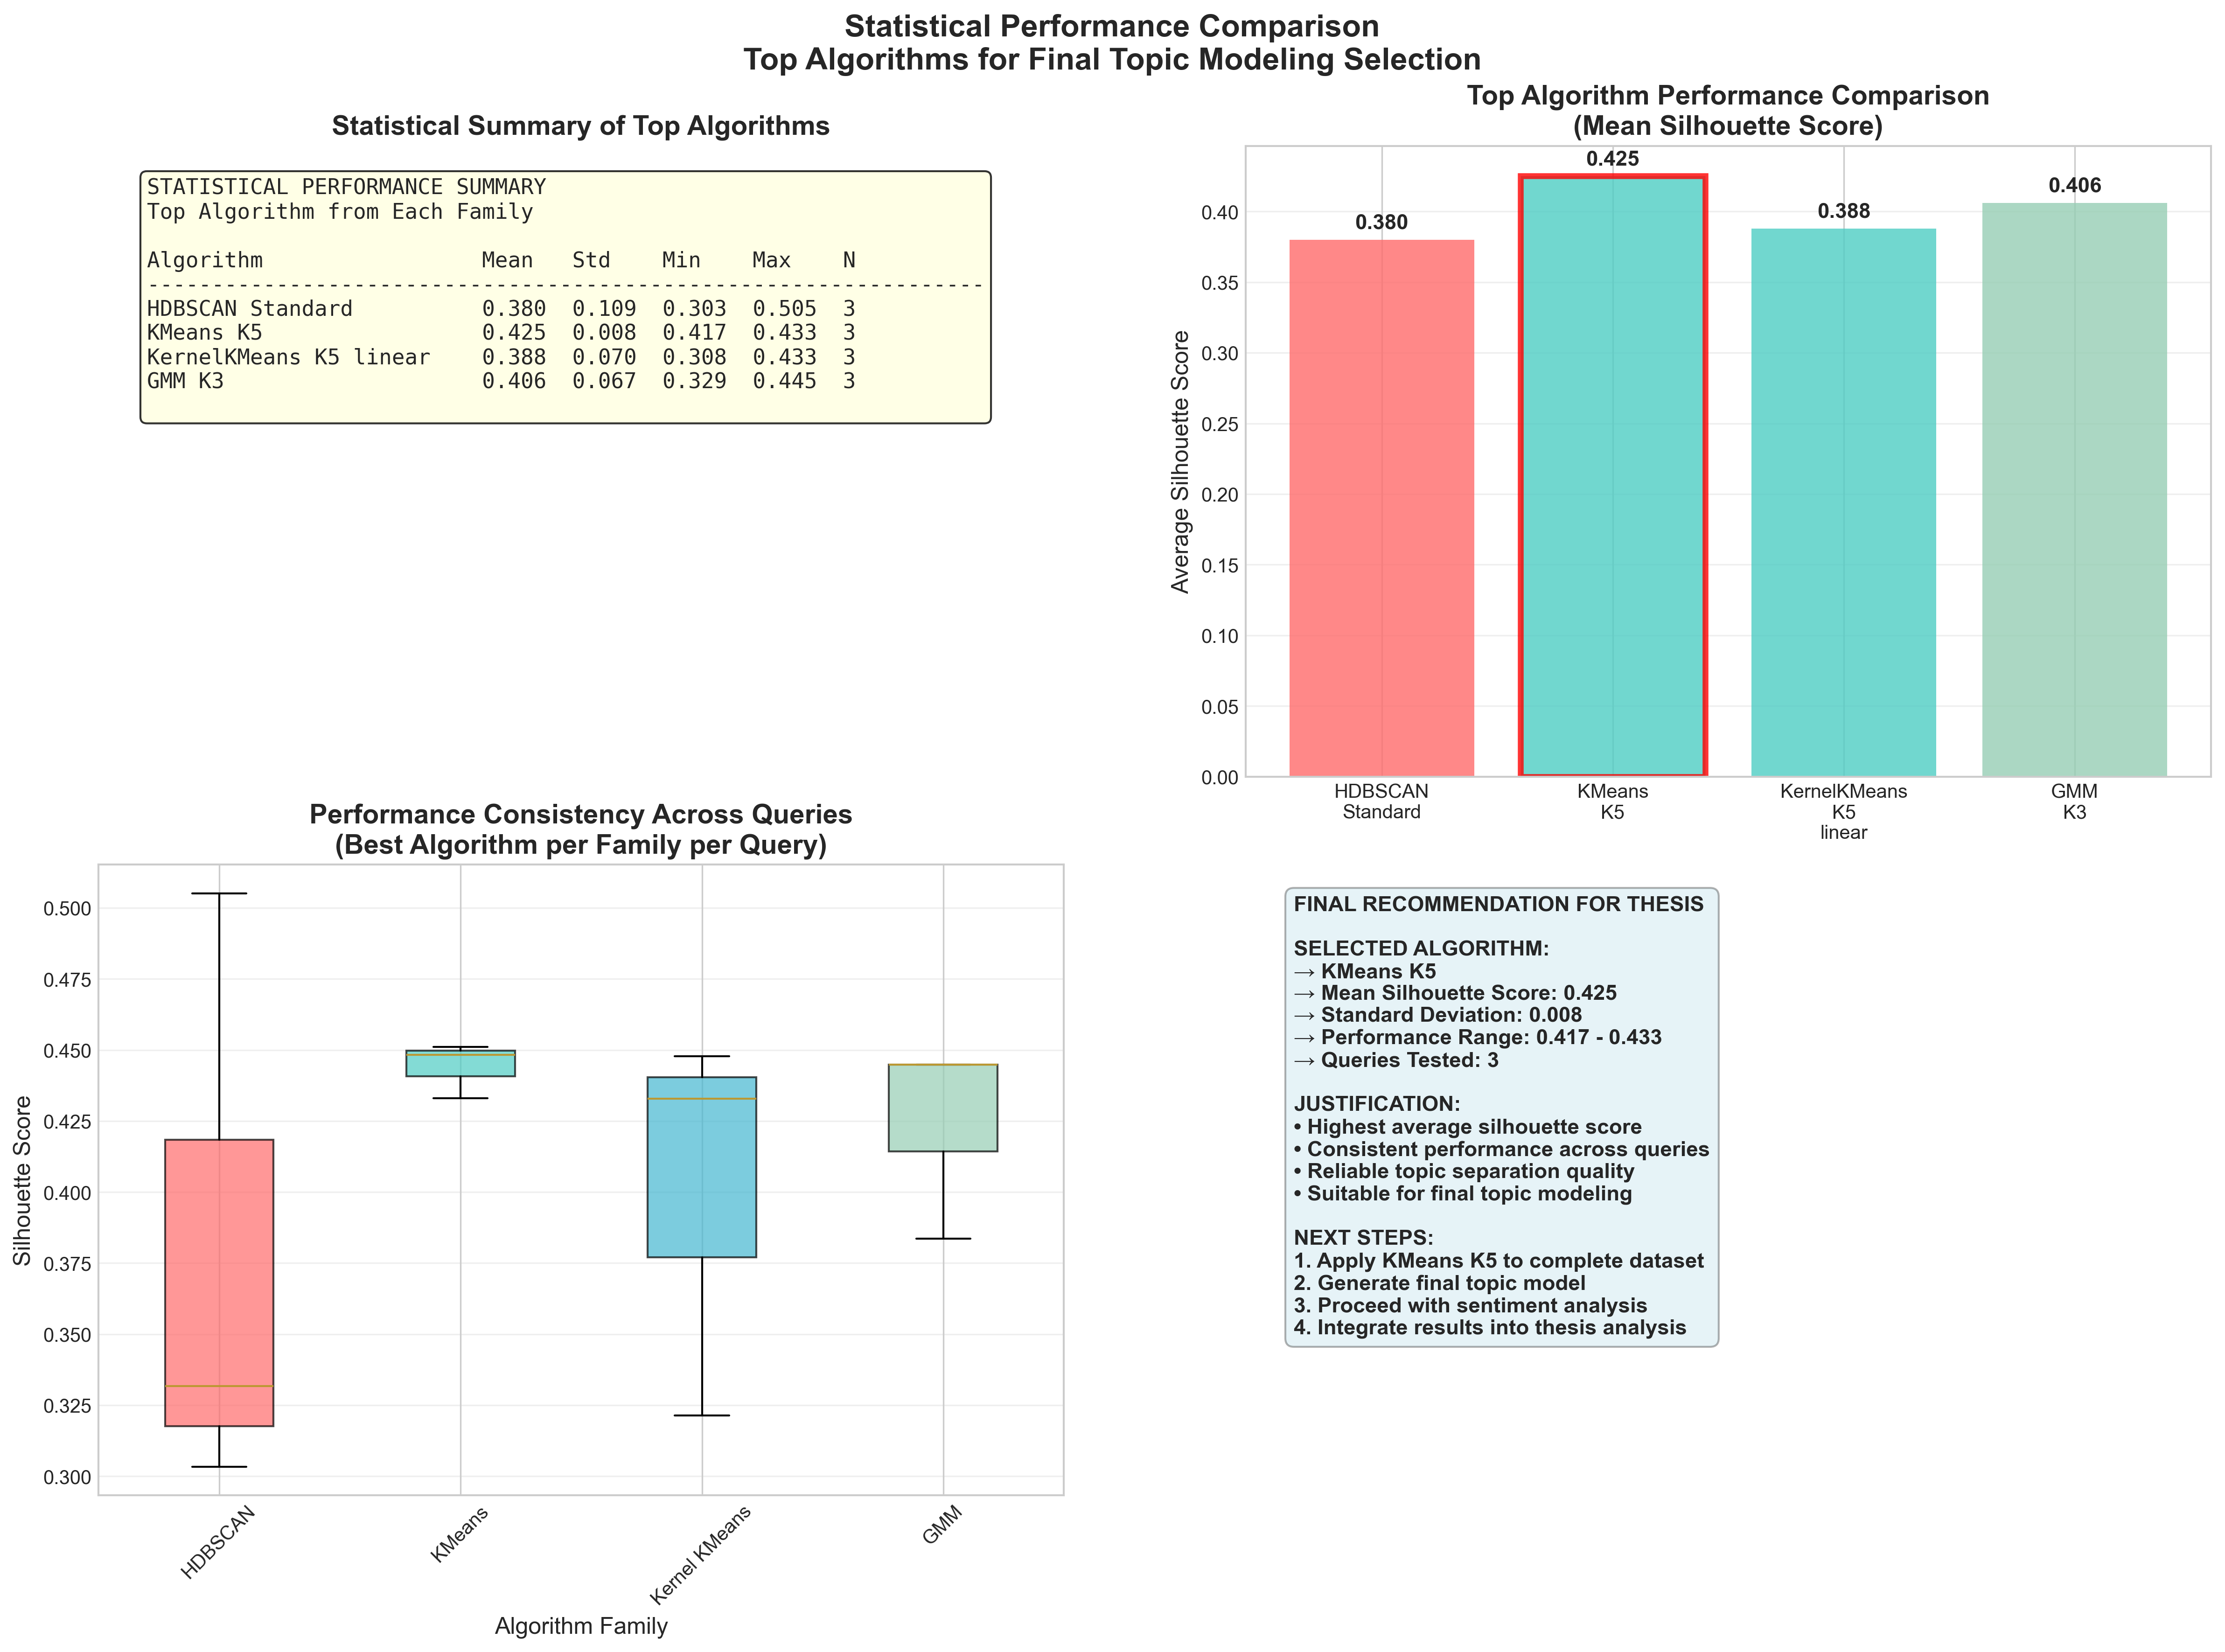 Statistical Performance Comparison
Top Algorithms for Final Topic Modeling Selection
Statistical Summary of Top Algorithms
STATISTICAL PERFORMANCE SUMMARY
Top Algorithm from Each Family
Algorithm Mean Std Min Max N
----------------------------------------------------------------
HDBSCAN Standard 0.380 0.109 0.303 0.505 3
KMeans K5 0.425 0.008 0.417 0.433 3
KernelKMeans K5 linear 0.388 0.070 0.308 0.433 3
GMM K3 0.406 0.067 0.329 0.445 3
Top Algorithm Performance Comparison
(Mean Silhouette Score)
Average Silhouette Score
0.40
0.35
0.30
0.25
0.20
0.15
0.10
0.05
0.00
0.380
0.425
0.388
0.406
HDBSCAN
Standard
KMeans
K5
KernelKMeans
K5
linear
GMM
K3
Performance Consistency Across Queries
(Best Algorithm per Family per Query)
Silhouette Score
0.500
0.475
0.450
0.425
0.400
0.375
0.350
0.325
0.300
HDBSCAN
KMeans
Kernel KMeans
GMM
Algorithm Family
FINAL RECOMMENDATION FOR THESIS
SELECTED ALGORITHM:
→ KMeans K5
→ Mean Silhouette Score: 0.425
→ Standard Deviation: 0.008
→ Performance Range: 0.417 - 0.433
→ Queries Tested: 3
JUSTIFICATION:
• Highest average silhouette score
• Consistent performance across queries
• Reliable topic separation quality
• Suitable for final topic modeling
NEXT STEPS:
1. Apply KMeans K5 to complete dataset
2. Generate final topic model
3. Proceed with sentiment analysis
4. Integrate results into thesis analysis